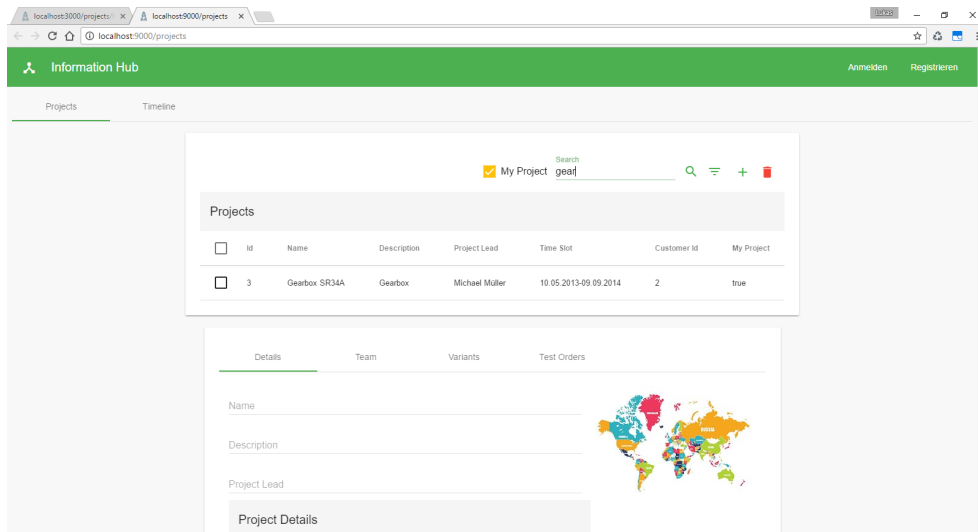 localhost:3000/projects/
localhost:9000/projects
Lukas
localhost:9000/projects
Information Hub
Anmelden
Registrieren
Projects
Timeline
My Project
Search
gear
Projects
Id Name Description Project Lead Time Slot Customer Id My Project
3 Gearbox SR34A Gearbox Michael Müller 10.05.2013-09.09.2014 2 true
Details Team Variants Test Orders
Name
Description
Project Lead
RUSSIA
Project Details